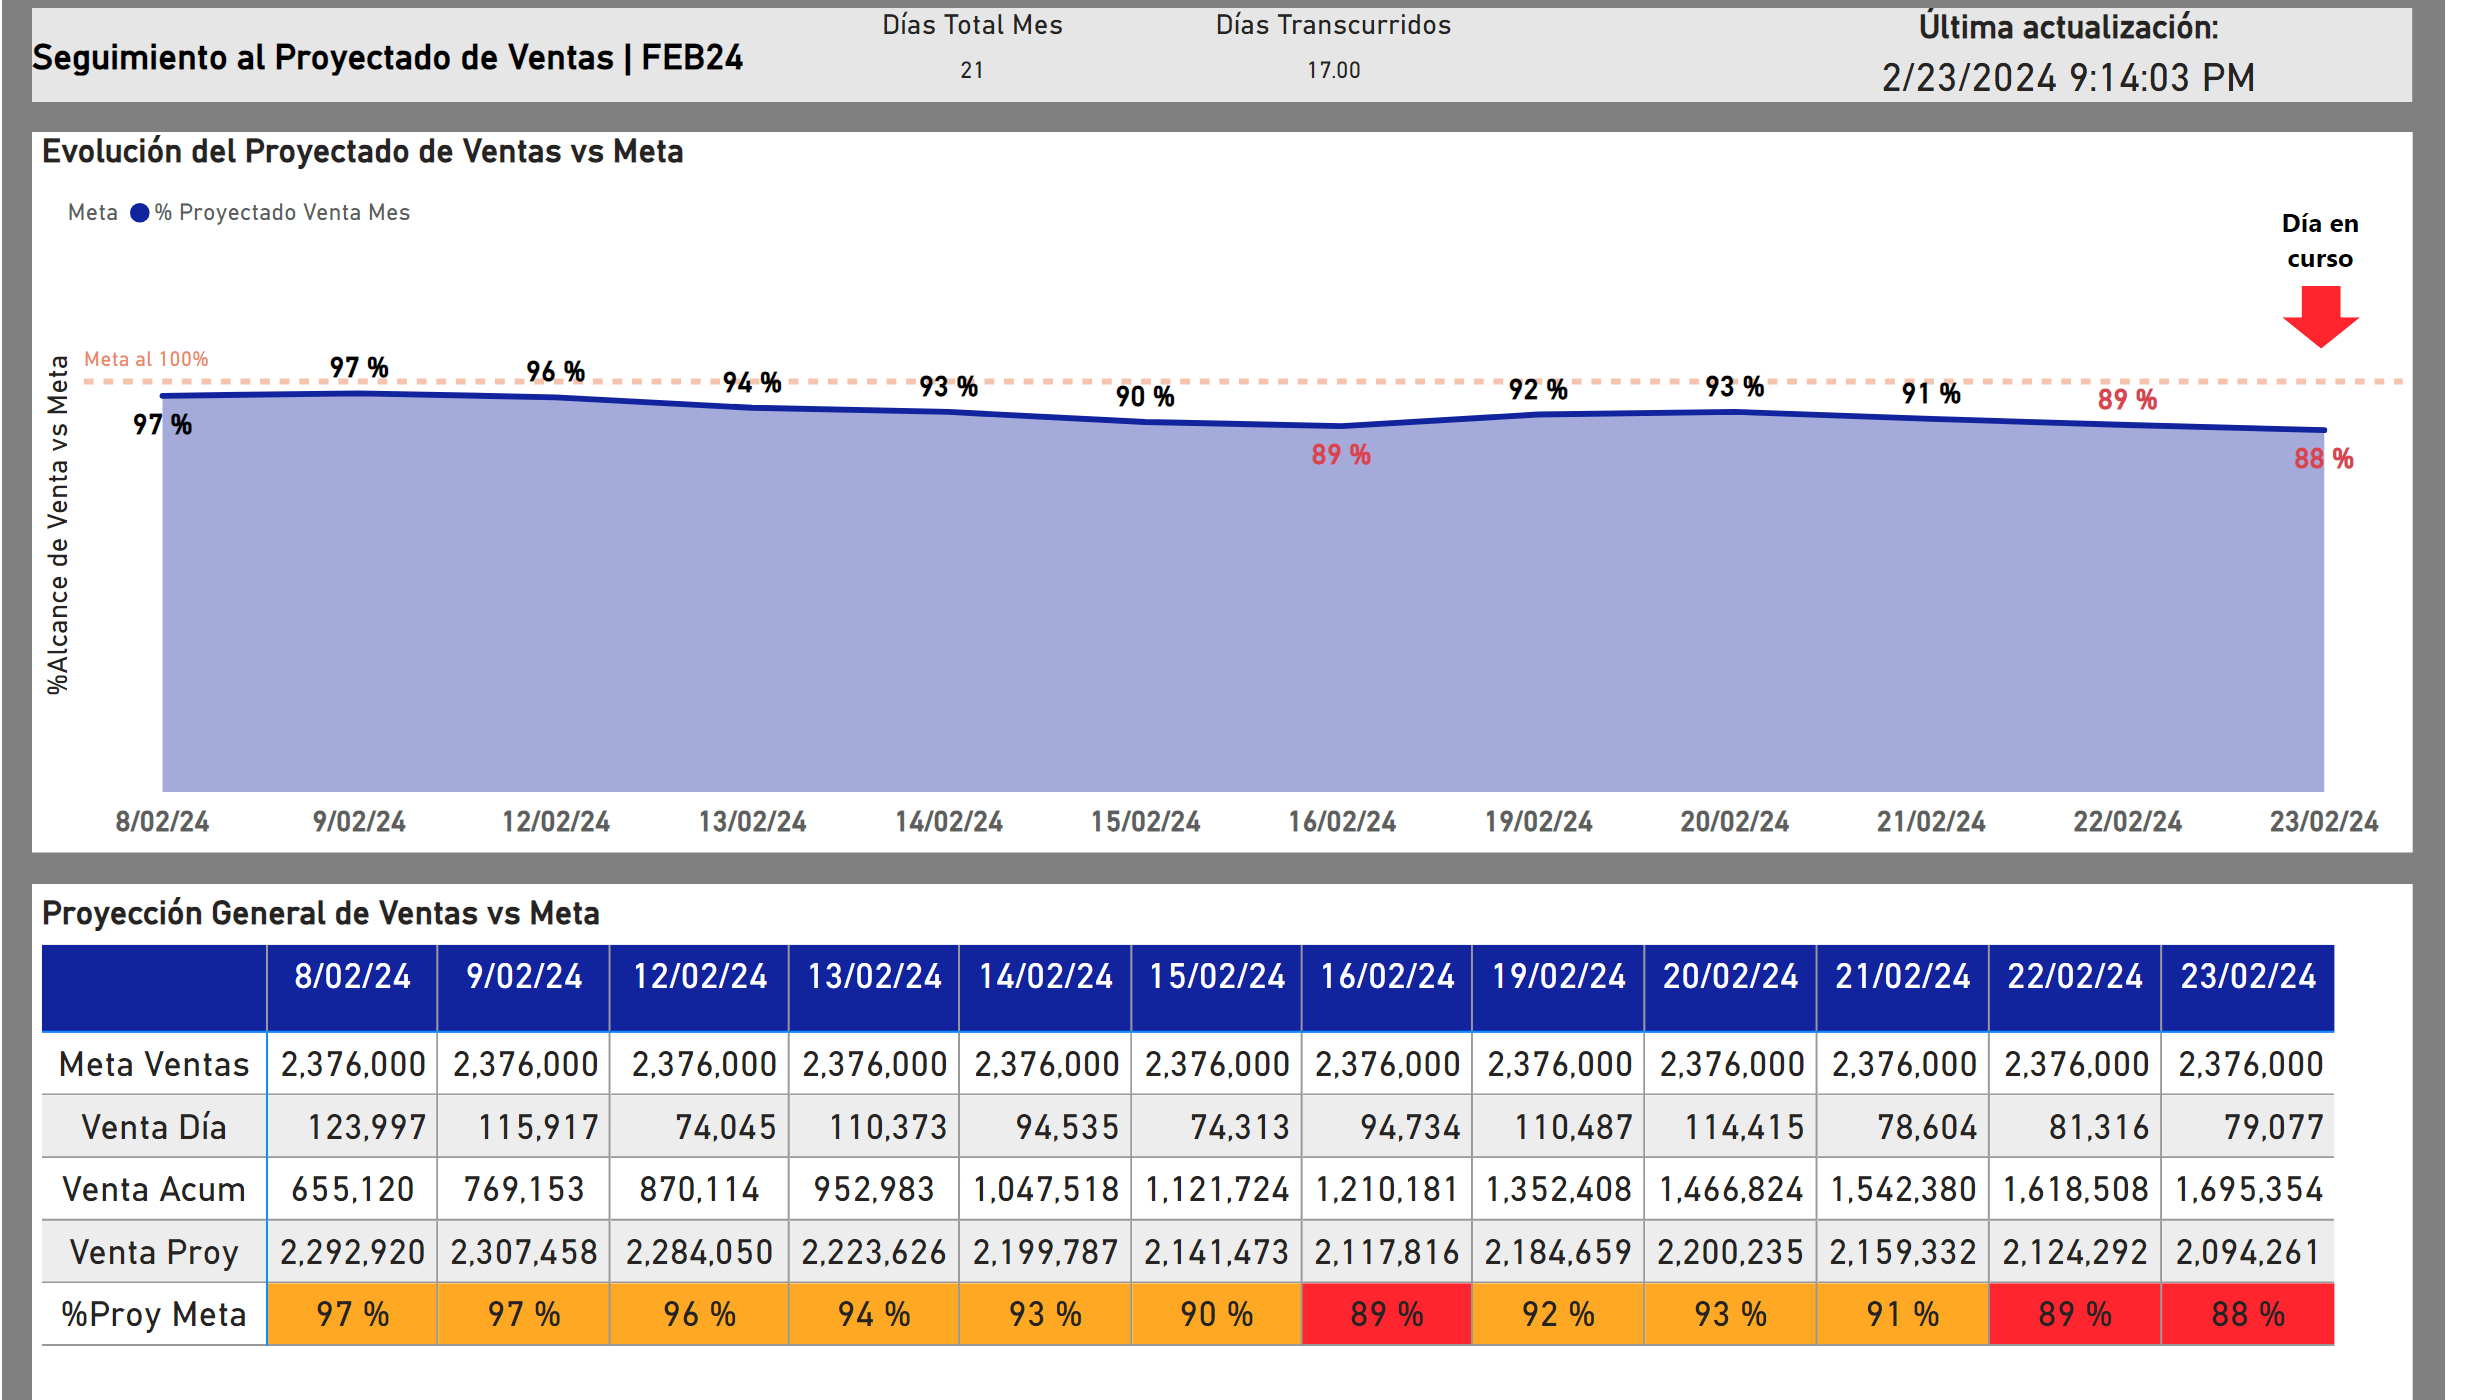 Seguimiento al Proyectado de Ventas | FEB24
Días Total Mes
21
Días Transcurridos
17.00
Última actualización:
2/23/2024 9:14:03 PM
Evolución del Proyectado de Ventas vs Meta
Meta % Proyectado Venta Mes
Día en
curso
%Alcance de Venta vs Meta
Meta al 100%
97 % 97 % 96 % 94 % 93 % 90 % 89 % 92 % 93 % 91 % 89 % 88 %
8/02/24 9/02/24 12/02/24 13/02/24 14/02/24 15/02/24 16/02/24 19/02/24 20/02/24 21/02/24 22/02/24 23/02/24
Proyección General de Ventas vs Meta
8/02/24 9/02/24 12/02/24 13/02/24 14/02/24 15/02/24 16/02/24 19/02/24 20/02/24 21/02/24 22/02/24 23/02/24
Meta Ventas 2,376,000 2,376,000 2,376,000 2,376,000 2,376,000 2,376,000 2,376,000 2,376,000 2,376,000 2,376,000 2,376,000 2,376,000
Venta Día 123,997 115,917 74,045 110,373 94,535 74,313 94,734 110,487 114,415 78,604 81,316 79,077
Venta Acum 655,120 769,153 870,114 952,983 1,047,518 1,121,724 1,210,181 1,352,408 1,466,824 1,542,380 1,618,508 1,695,354
Venta Proy 2,292,920 2,307,458 2,284,050 2,223,626 2,199,787 2,141,473 2,117,816 2,184,659 2,200,235 2,159,332 2,124,292 2,094,261
%Proy Meta 97 % 97 % 96 % 94 % 93 % 90 % 89 % 92 % 93 % 91 % 89 % 88 %